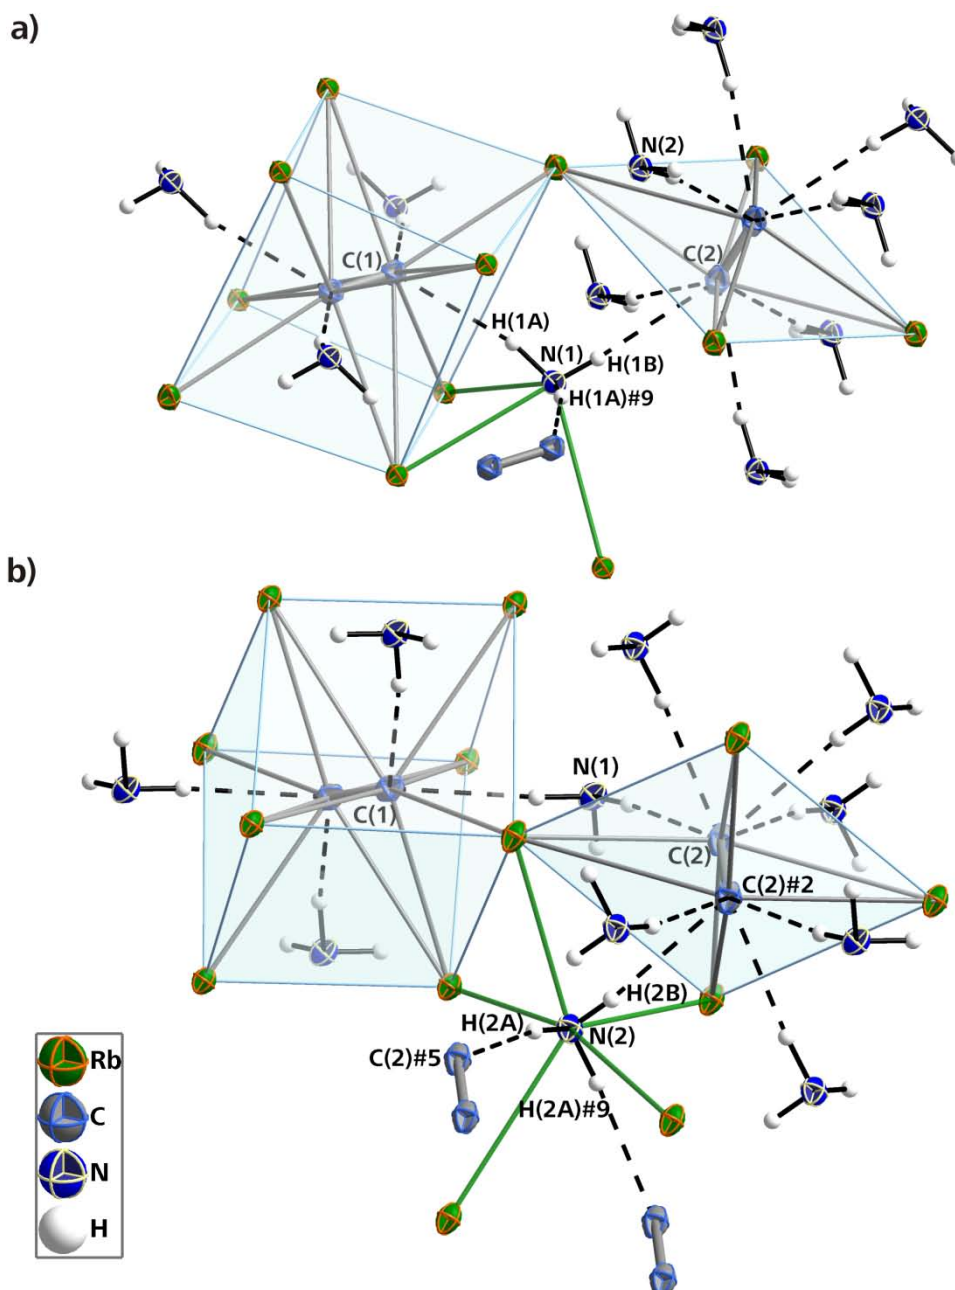 a)
N(2)
C(1)
C(2)
H(1A)
N(1)
H(1B)
H(1A)#9
b)
N(1)
C(1)
C(2)
C(2)#2
H(2B)
H(2A)
N(2)
C(2)#5
H(2A)#9
Rb
C
N
H